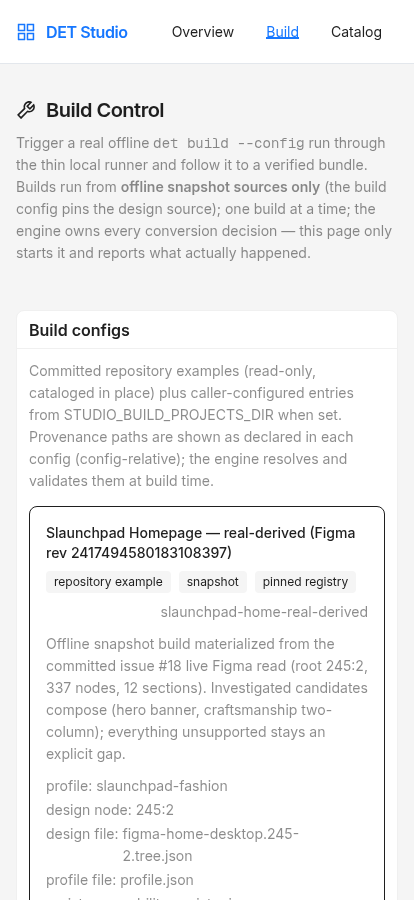 DET Studio Overview Build Catalog
Build Control
Trigger a real offline det build --config run through
the thin local runner and follow it to a verified bundle.
Builds run from offline snapshot sources only (the build
config pins the design source); one build at a time; the
engine owns every conversion decision — this page only
starts it and reports what actually happened.
Build configs
Committed repository examples (read-only,
cataloged in place) plus caller-configured entries
from STUDIO_BUILD_PROJECTS_DIR when set.
Provenance paths are shown as declared in each
config (config-relative); the engine resolves and
validates them at build time.
Slaunchpad Homepage — real-derived (Figma
rev 2417494580183108397)
repository example snapshot pinned registry
slaunchpad-home-real-derived
Offline snapshot build materialized from the
committed issue #18 live Figma read (root 245:2,
337 nodes, 12 sections). Investigated candidates
compose (hero banner, craftsmanship two-
column); everything unsupported stays an
explicit gap.
profile: slaunchpad-fashion
design node: 245:2
design file: figma-home-desktop.245-
2.tree.json
profile file: profile.json